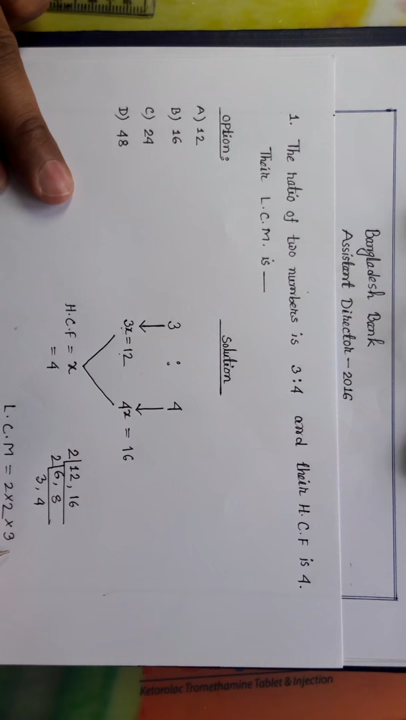 Bangladesh Bank
Assistant Director - 2016
1. The ratio of two numbers is 3:4 and their H.C.F is 4.
Their L.C.M. is __
option:
A) 12
B) 16
C) 24
D) 48
Solution
3 : 4
3x = 12 4x = 16
H.C.F = x
= 4
2 12, 16
2 6, 8
3, 4
L.C.M = 2×2×3
Ketorolac Tromethamine Tablet & Injection